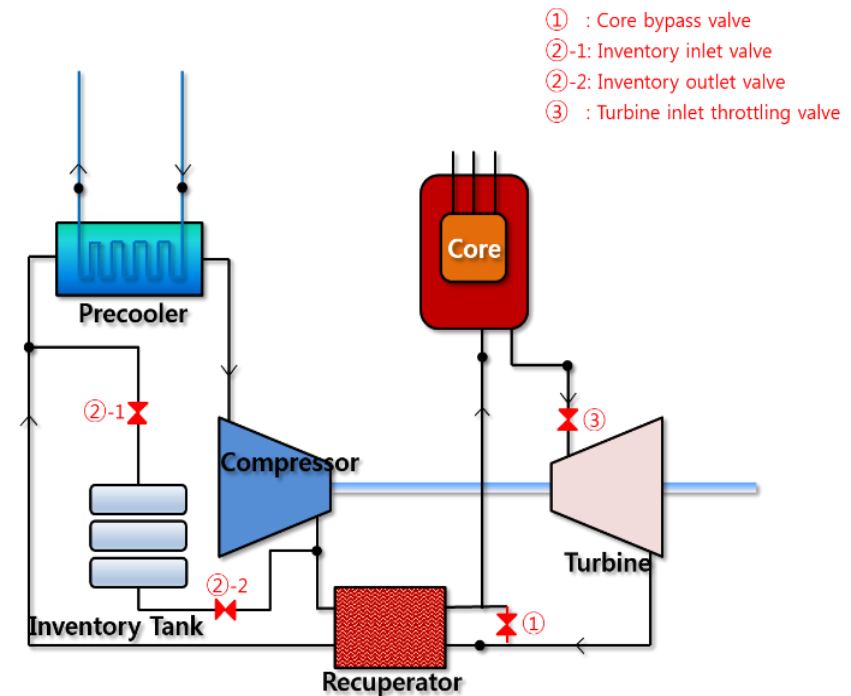 ① : Core bypass valve
②-1: Inventory inlet valve
②-2: Inventory outlet valve
③ : Turbine inlet throttling valve
Core
Precooler
②-1
③
Compressor
Turbine
②-2
①
Inventory Tank
Recuperator